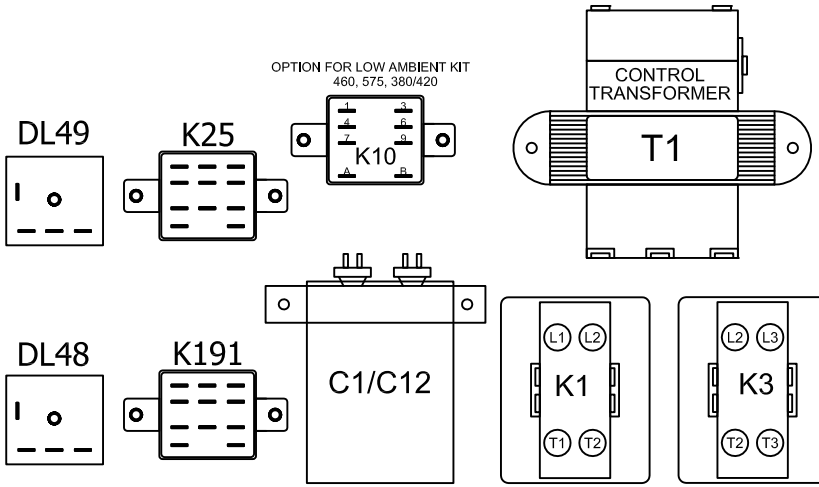 OPTION FOR LOW AMBIENT KIT
460, 575, 380/420
CONTROL
TRANSFORMER
T1
DL49
K25
1 3
4 6
7 9
K10
A B
DL48
K191
C1/C12
L1 L2
K1
T1 T2
L2 L3
K3
T2 T3